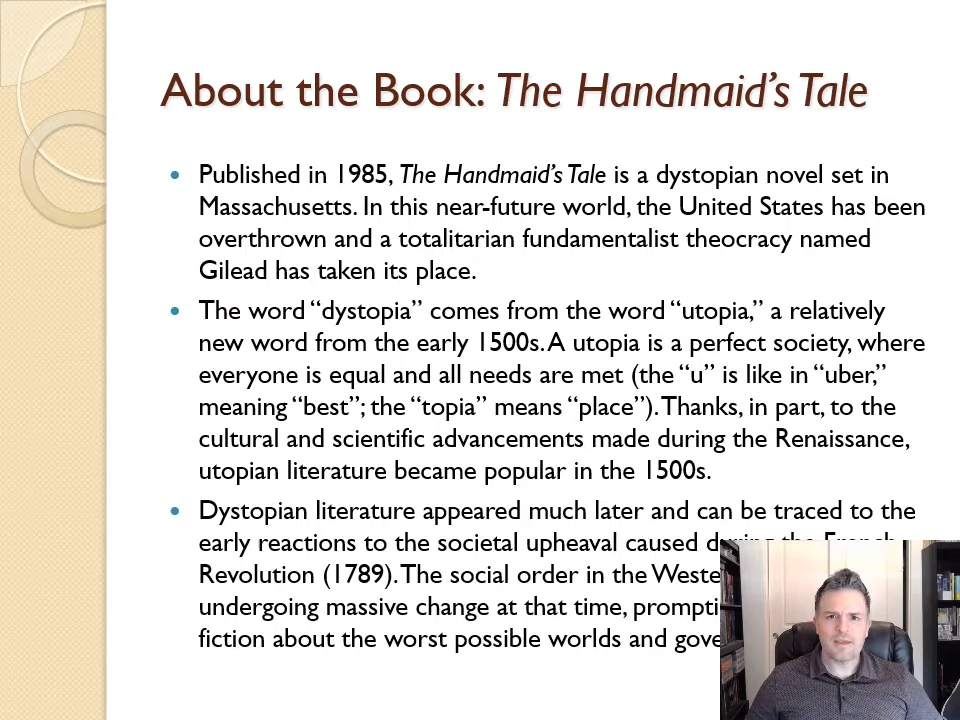 About the Book: The Handmaid’s Tale
Published in 1985, The Handmaid’s Tale is a dystopian novel set in
Massachusetts. In this near-future world, the United States has been
overthrown and a totalitarian fundamentalist theocracy named
Gilead has taken its place.
The word “dystopia” comes from the word “utopia,” a relatively
new word from the early 1500s. A utopia is a perfect society, where
everyone is equal and all needs are met (the “u” is like in “uber,”
meaning “best”; the “topia” means “place”). Thanks, in part, to the
cultural and scientific advancements made during the Renaissance,
utopian literature became popular in the 1500s.
Dystopian literature appeared much later and can be traced to the
early reactions to the societal upheaval caused during the French
Revolution (1789). The social order in the
undergoing massive change at that time,
fiction about the worst possible worlds and